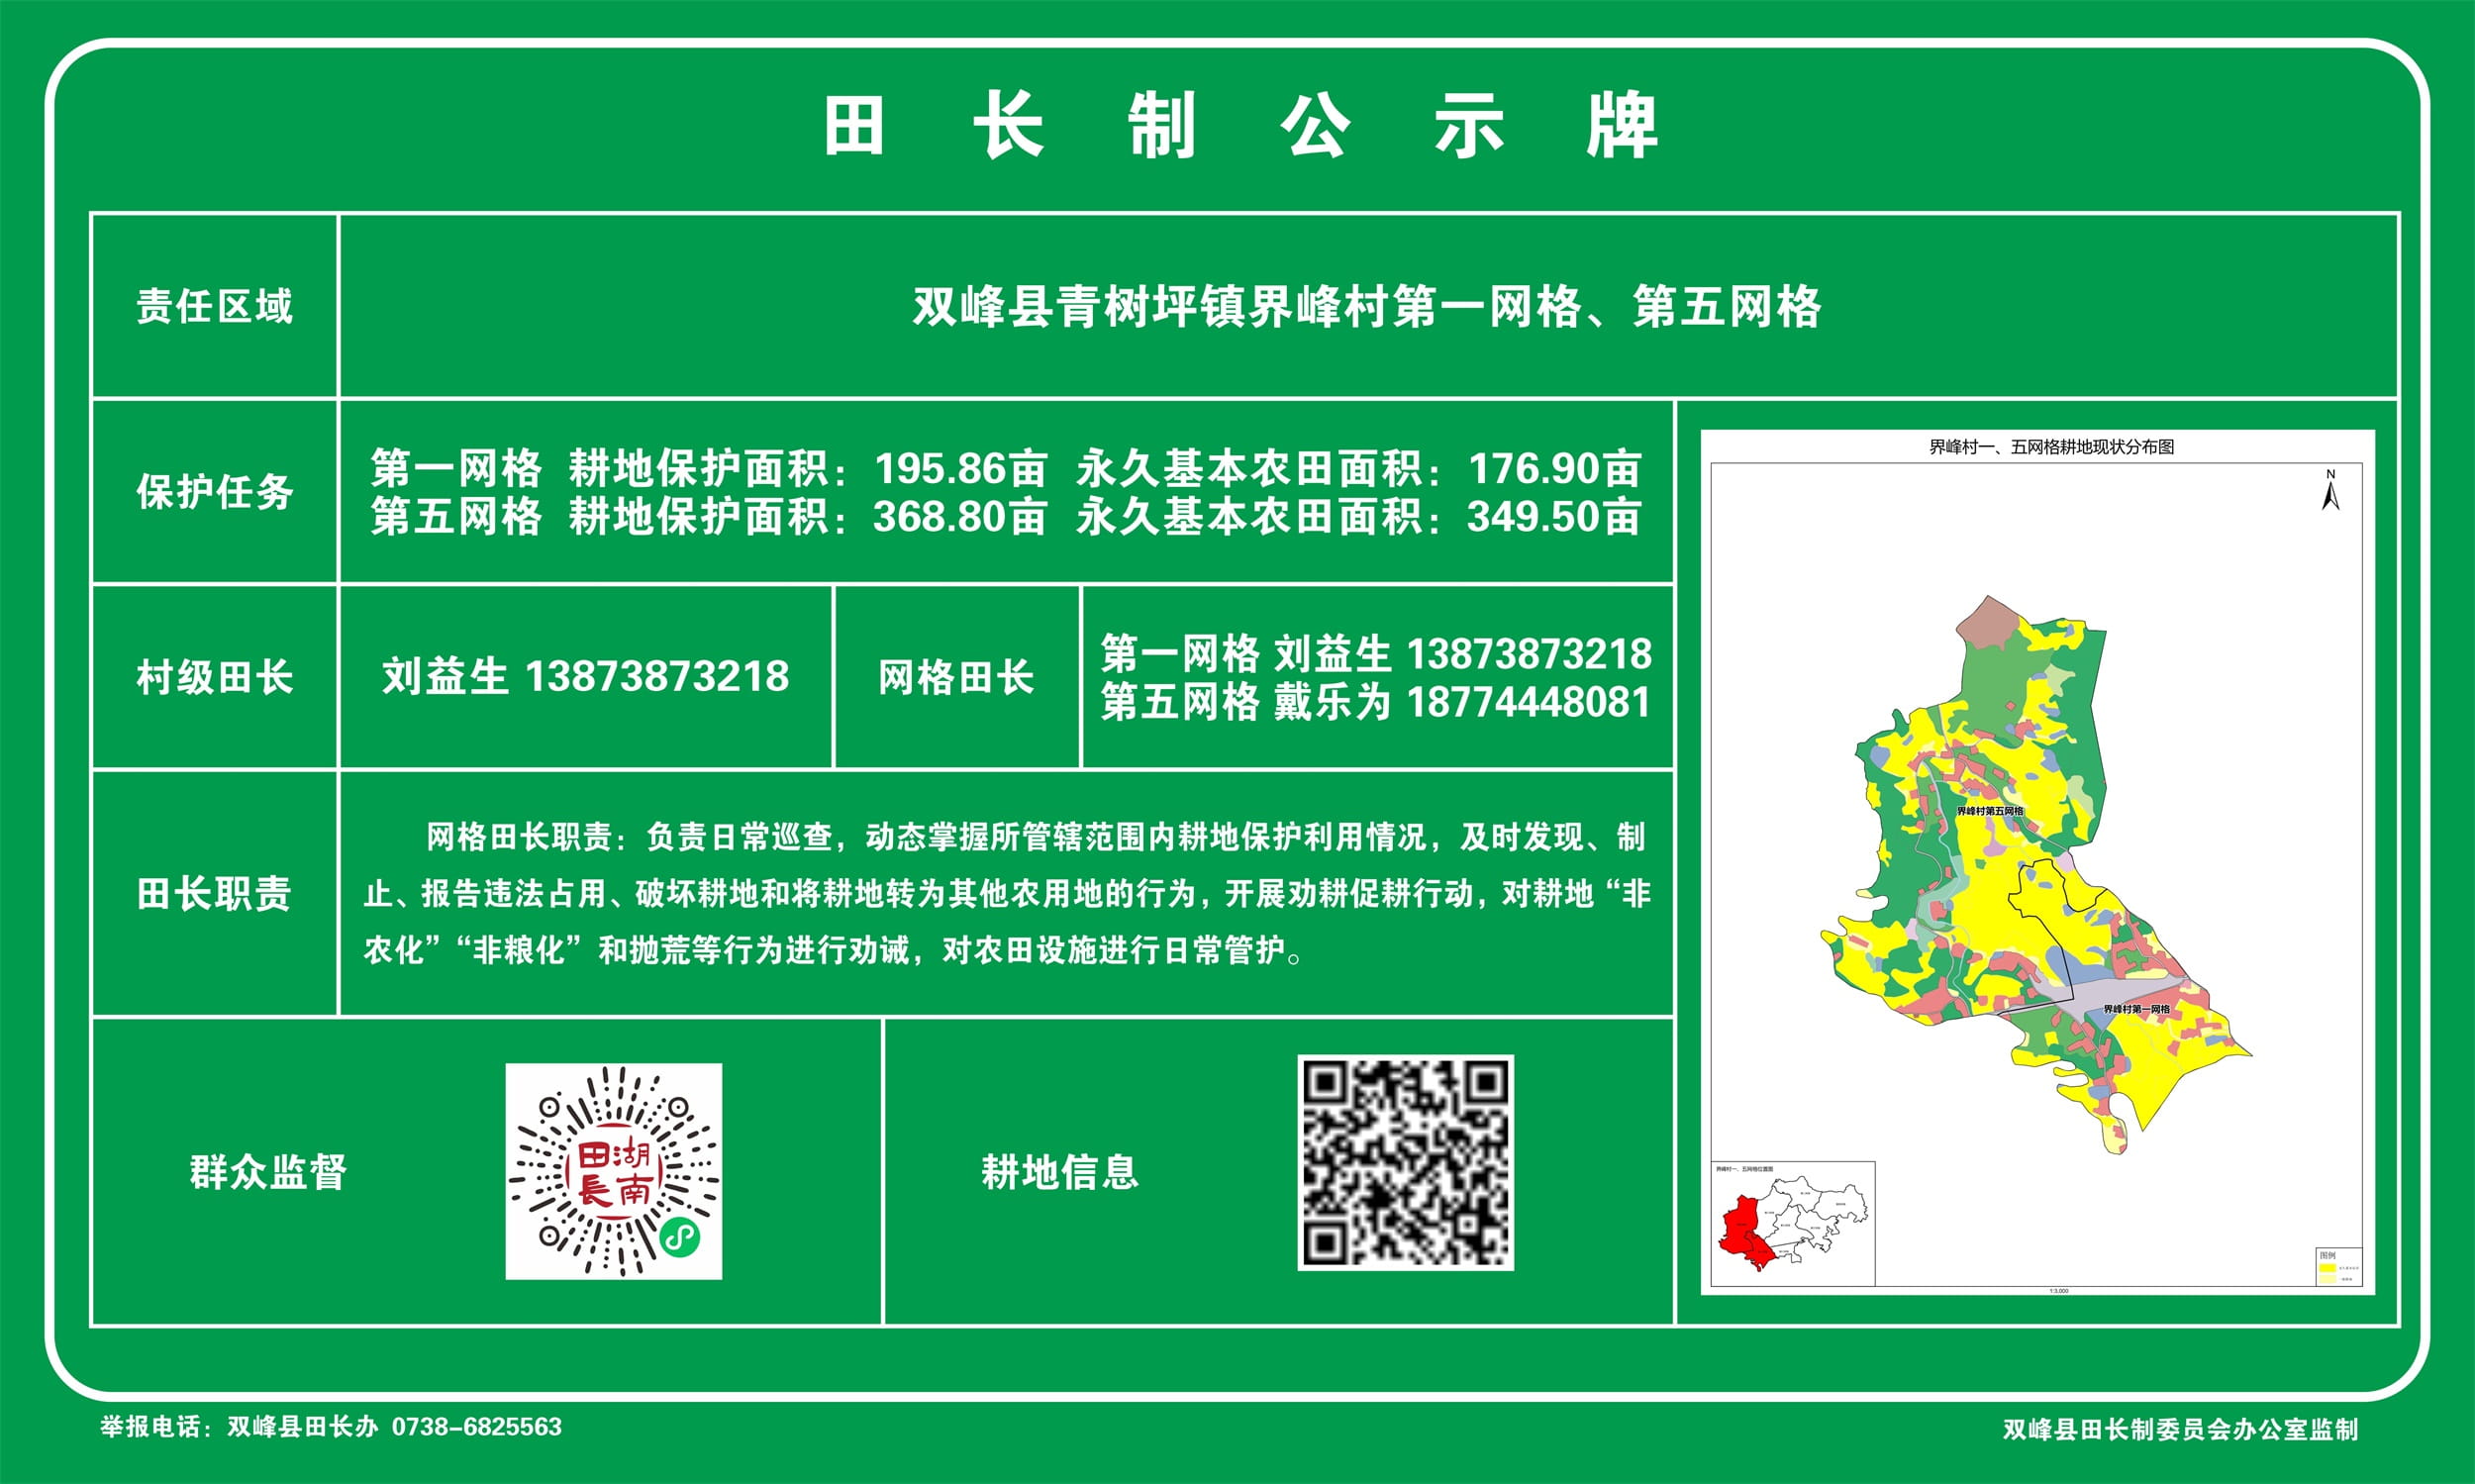 田长制公示牌
责任区域
双峰县青树坪镇界峰村第一网格、第五网格
保护任务
第一网格 耕地保护面积：195.86亩 永久基本农田面积：176.90亩
第五网格 耕地保护面积：368.80亩 永久基本农田面积：349.50亩
村级田长
刘益生 13873873218
网格田长
第一网格 刘益生 13873873218
第五网格 戴乐为 18774448081
田长职责
网格田长职责：负责日常巡查，动态掌握所管辖范围内耕地保护利用情况，及时发现、制
止、报告违法占用、破坏耕地和将耕地转为其他农用地的行为，开展劝耕促耕行动，对耕地“非
农化”“非粮化”和抛荒等行为进行劝诫，对农田设施进行日常管护。
群众监督
田湖
長南
耕地信息
界峰村一、五网格耕地现状分布图
N
界峰村第五网格
界峰村第一网格
界峰村一、五网格位置图
图例
1:3,000
举报电话：双峰县田长办 0738-6825563
双峰县田长制委员会办公室监制